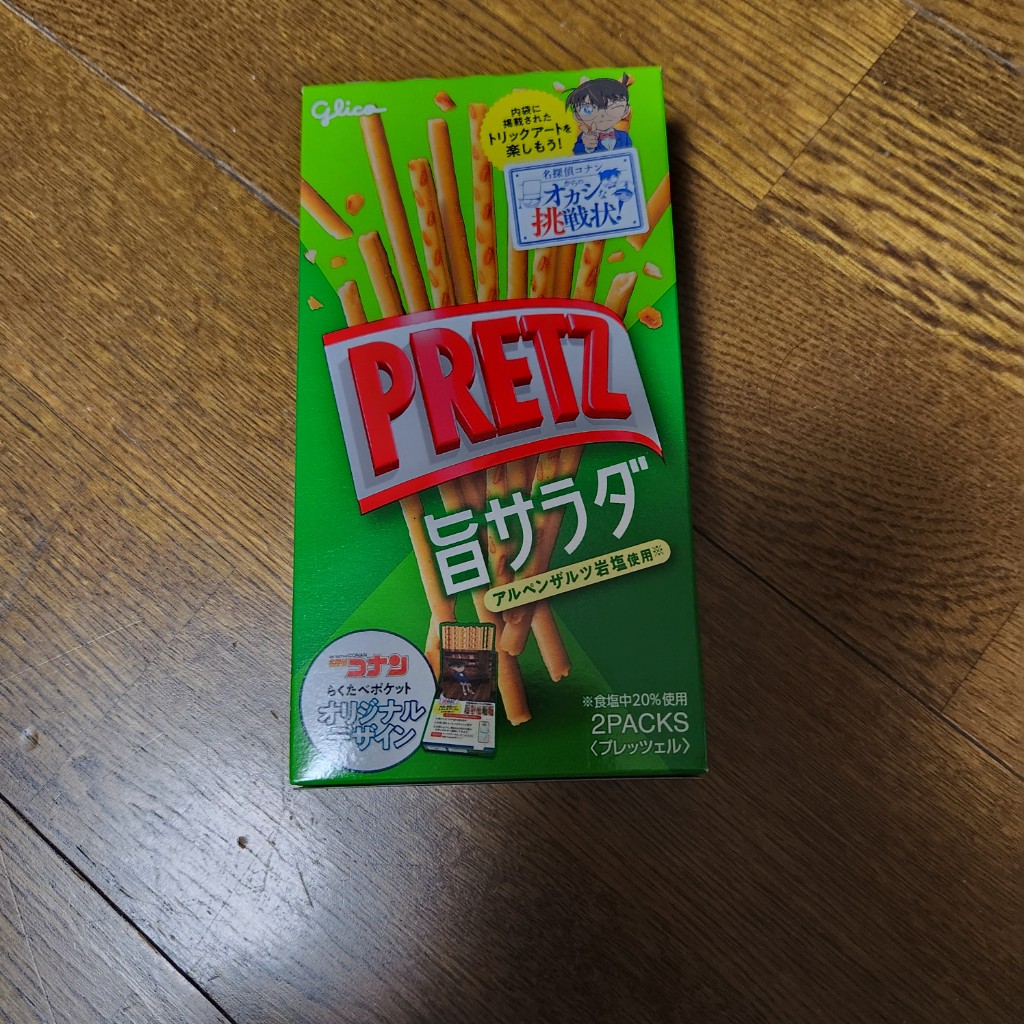 glico
内袋に
掲載された
トリックアートを
楽しもう!
名探偵コナン
からの
オカシな
挑戦状!
PRETZ
旨サラダ
アルペンザルツ岩塩使用※
コナン
らくたべポケット
オリジナル
デザイン
※食塩中20%使用
2PACKS
〈プレッツェル〉